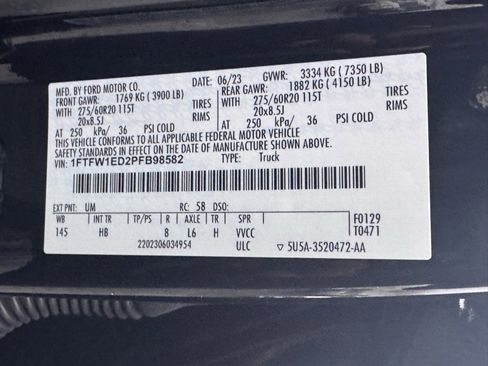 MFD. BY FORD MOTOR CO. 06/23 GVWR: 3334 KG ( 7350 LB)
FRONT GAWR: 1769 KG ( 3900 LB) REAR GAWR: 1882 KG ( 4150 LB)
WITH 275/60R20 115T TIRES WITH 275/60R20 115T TIRES
20x8.5J RIMS 20x8.5J RIMS
AT 250 kPa/ 36 PSI COLD AT 250 kPa/ 36 PSI COLD
THIS VEHICLE CONFORMS TO ALL APPLICABLE FEDERAL MOTOR VEHICLE
SAFETY STANDARDS IN EFFECT ON THE DATE OF MANUFACTURE SHOWN ABOVE.
VIN: 1FTFW1ED2PFB98582 TYPE: Truck
EXT PNT: UM RC: 58 DSO:
WB INT TR TP/PS R AXLE TR SPR F0129
145 HB 8 L6 H VVCC T0471
2202306034954 ULC ▽ 5U5A-3520472-AA